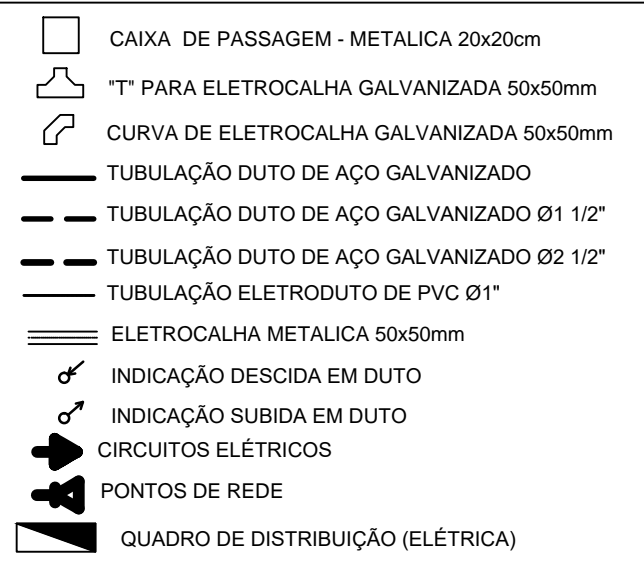 CAIXA DE PASSAGEM - METALICA 20x20cm
"T" PARA ELETROCALHA GALVANIZADA 50x50mm
CURVA DE ELETROCALHA GALVANIZADA 50x50mm
TUBULAÇÃO DUTO DE AÇO GALVANIZADO
TUBULAÇÃO DUTO DE AÇO GALVANIZADO Ø1 1/2"
TUBULAÇÃO DUTO DE AÇO GALVANIZADO Ø2 1/2"
TUBULAÇÃO ELETRODUTO DE PVC Ø1"
ELETROCALHA METALICA 50x50mm
INDICAÇÃO DESCIDA EM DUTO
INDICAÇÃO SUBIDA EM DUTO
CIRCUITOS ELÉTRICOS
PONTOS DE REDE
QUADRO DE DISTRIBUIÇÃO (ELÉTRICA)